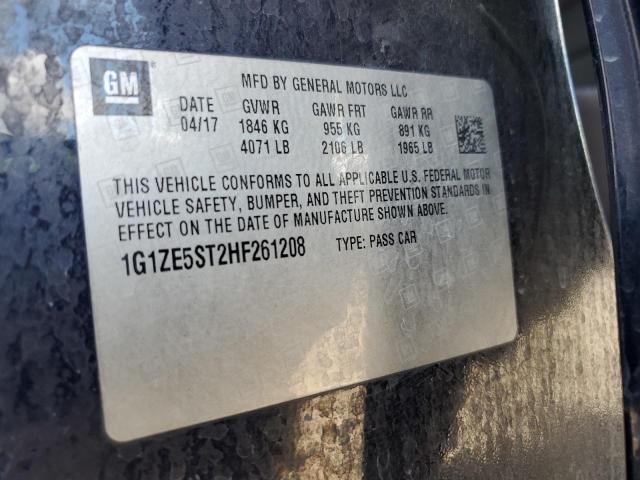 GM
MFD BY GENERAL MOTORS LLC
DATE GVWR GAWR FRT GAWR RR
04/17 1846 KG 955 KG 891 KG
4071 LB 2106 LB 1965 LB
THIS VEHICLE CONFORMS TO ALL APPLICABLE U.S. FEDERAL MOTOR
VEHICLE SAFETY, BUMPER, AND THEFT PREVENTION STANDARDS IN
EFFECT ON THE DATE OF MANUFACTURE SHOWN ABOVE.
1G1ZE5ST2HF261208 TYPE: PASS CAR